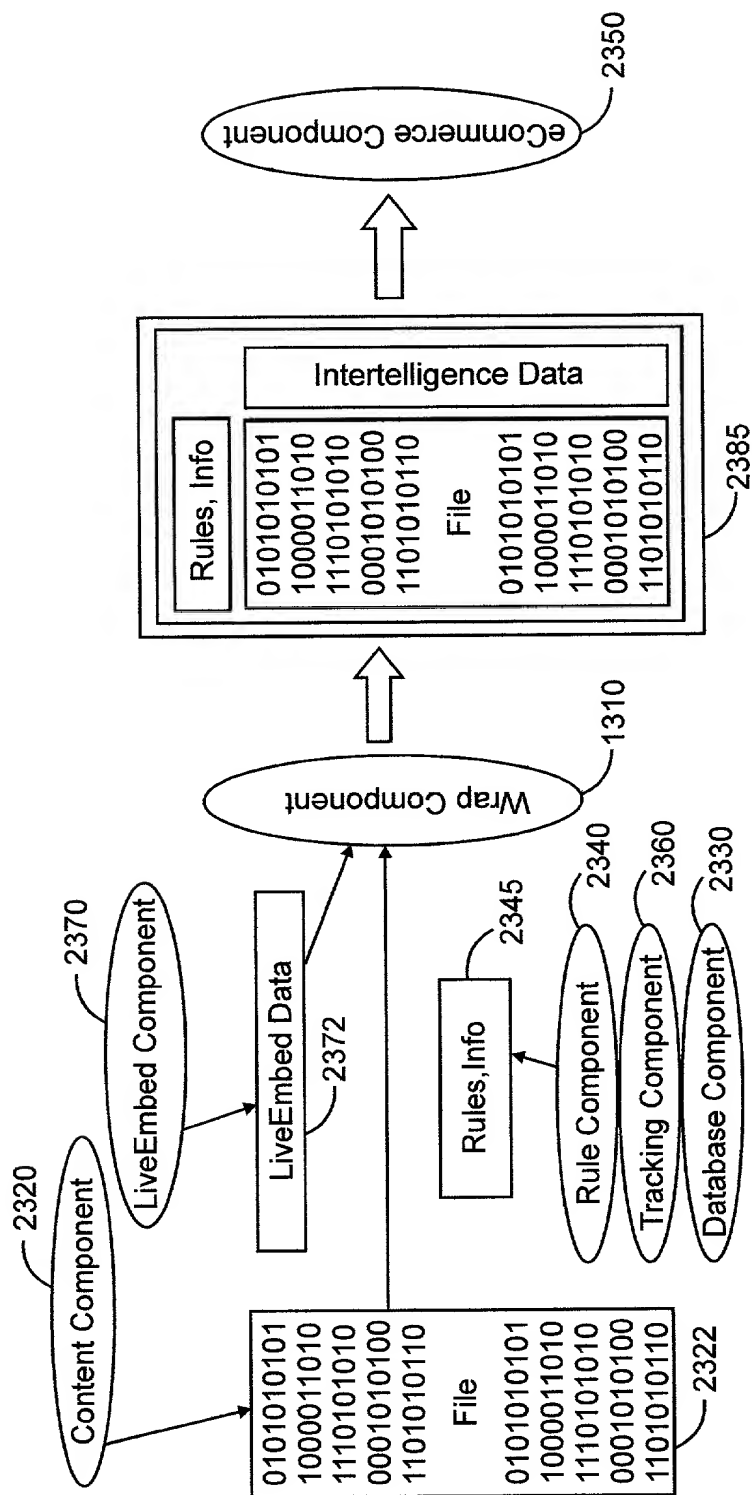 2320
Content Component
2370
LiveEmbed Component
LiveEmbed Data
2372
0101010101
1000011010
1110101010
0001010100
1101010110
File
0101010101
1000011010
1110101010
0001010100
1101010110
2322
Rules,Info
2345
Rule Component
2340
Tracking Component
2360
Database Component
2330
Wrap Component
1310
Rules, Info
0101010101
1000011010
1110101010
0001010100
1101010110
File
0101010101
1000011010
1110101010
0001010100
1101010110
Intertelligence Data
2385
eCommerce Component
2350